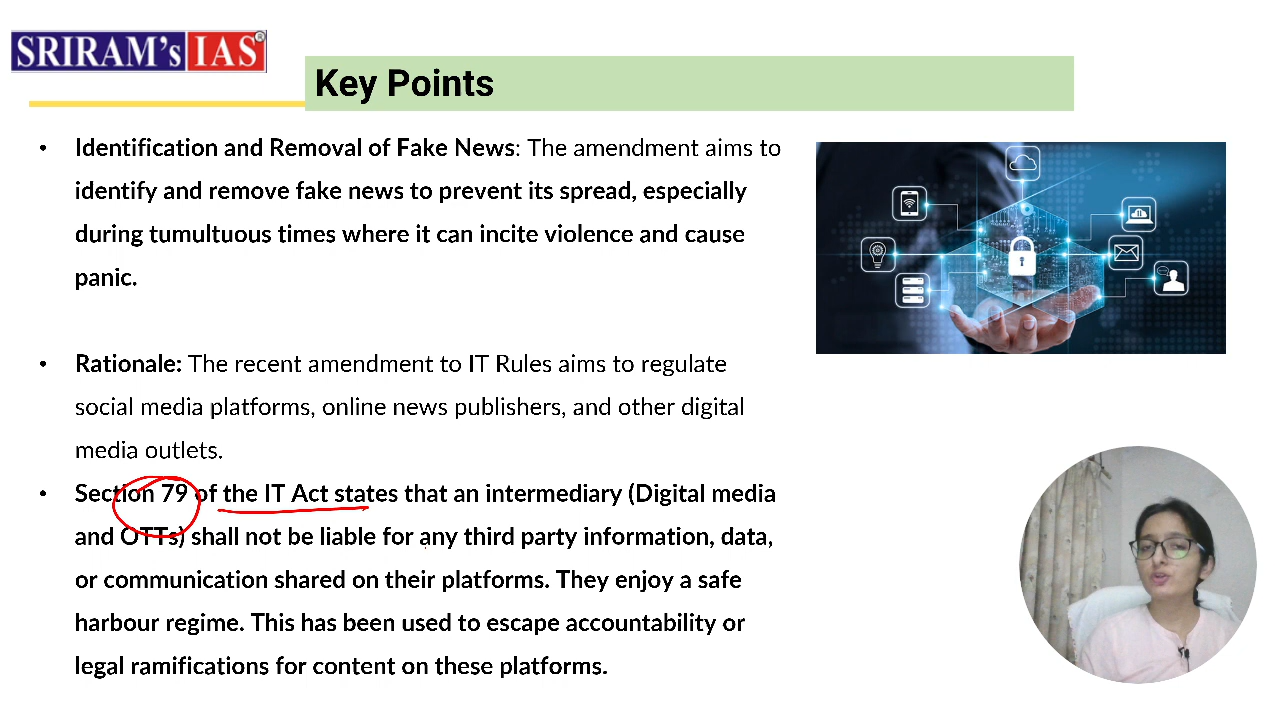 SRIRAM's IAS®
Key Points
• Identification and Removal of Fake News: The amendment aims to
identify and remove fake news to prevent its spread, especially
during tumultuous times where it can incite violence and cause
panic.
• Rationale: The recent amendment to IT Rules aims to regulate
social media platforms, online news publishers, and other digital
media outlets.
• Section 79 of the IT Act states that an intermediary (Digital media
and OTTs) shall not be liable for any third party information, data,
or communication shared on their platforms. They enjoy a safe
harbour regime. This has been used to escape accountability or
legal ramifications for content on these platforms.